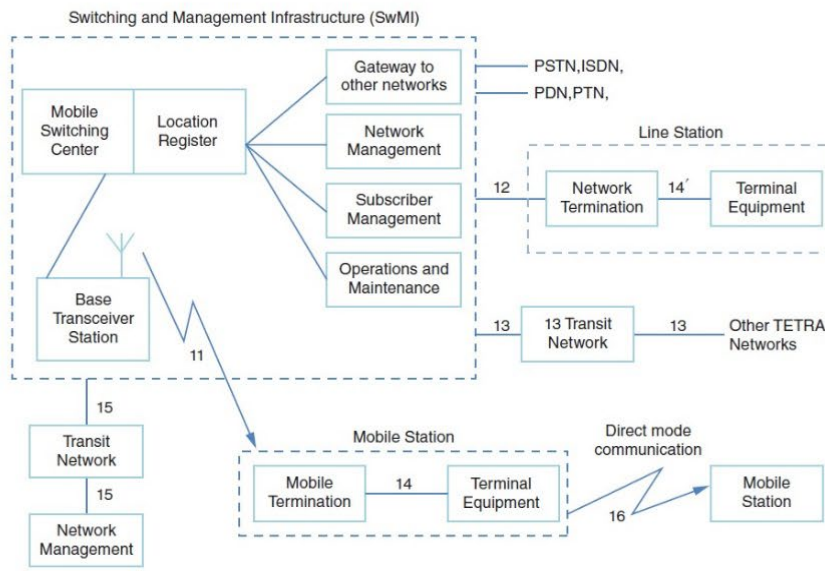 Switching and Management Infrastructure (SwMI)
Gateway to
other networks
PSTN,ISDN,
PDN,PTN,
Mobile
Switching
Center
Location
Register
Network
Management
Line Station
12
Network
Termination
14′
Terminal
Equipment
Subscriber
Management
Operations and
Maintenance
Base
Transceiver
Station
11
13
13 Transit
Network
13
Other TETRA
Networks
15
Transit
Network
15
Network
Management
Mobile Station
Mobile
Termination
14
Terminal
Equipment
Direct mode
communication
16
Mobile
Station